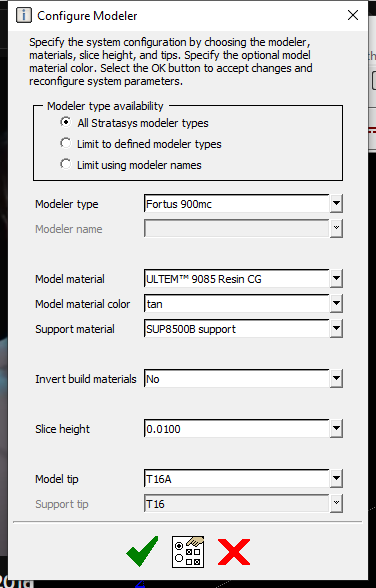 Configure Modeler
Specify the system configuration by choosing the modeler,
materials, slice height, and tips. Specify the optional model
material color. Select the OK button to accept changes and
reconfigure system parameters.
Modeler type availability
All Stratasys modeler types
Limit to defined modeler types
Limit using modeler names
Modeler type Fortus 900mc
Modeler name
Model material ULTEM™ 9085 Resin CG
Model material color tan
Support material SUP8500B support
Invert build materials No
Slice height 0.0100
Model tip T16A
Support tip T16